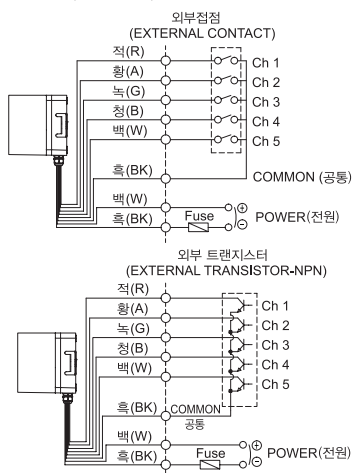 외부접점
(EXTERNAL CONTACT)
적(R)
Ch 1
황(A)
Ch 2
녹(G)
Ch 3
청(B)
Ch 4
백(W)
Ch 5
흑(BK)
COMMON (공통)
백(W)
⊕
흑(BK)
Fuse
⊖
POWER(전원)
외부 트랜지스터
(EXTERNAL TRANSISTOR-NPN)
적(R)
Ch 1
황(A)
Ch 2
녹(G)
Ch 3
청(B)
Ch 4
백(W)
Ch 5
흑(BK)
COMMON
공통
백(W)
⊕
흑(BK)
Fuse
⊖
POWER(전원)